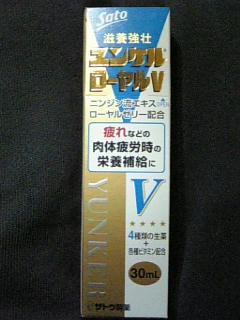 Sato
滋養強壮
ユンケル
ローヤルV
ニンジン流エキス
ローヤルゼリー配合
疲れなどの
肉体疲労時の
栄養補給に
YUNKER
V
4種類の生薬
+
各種ビタミン配合
30mL
サトウ製薬